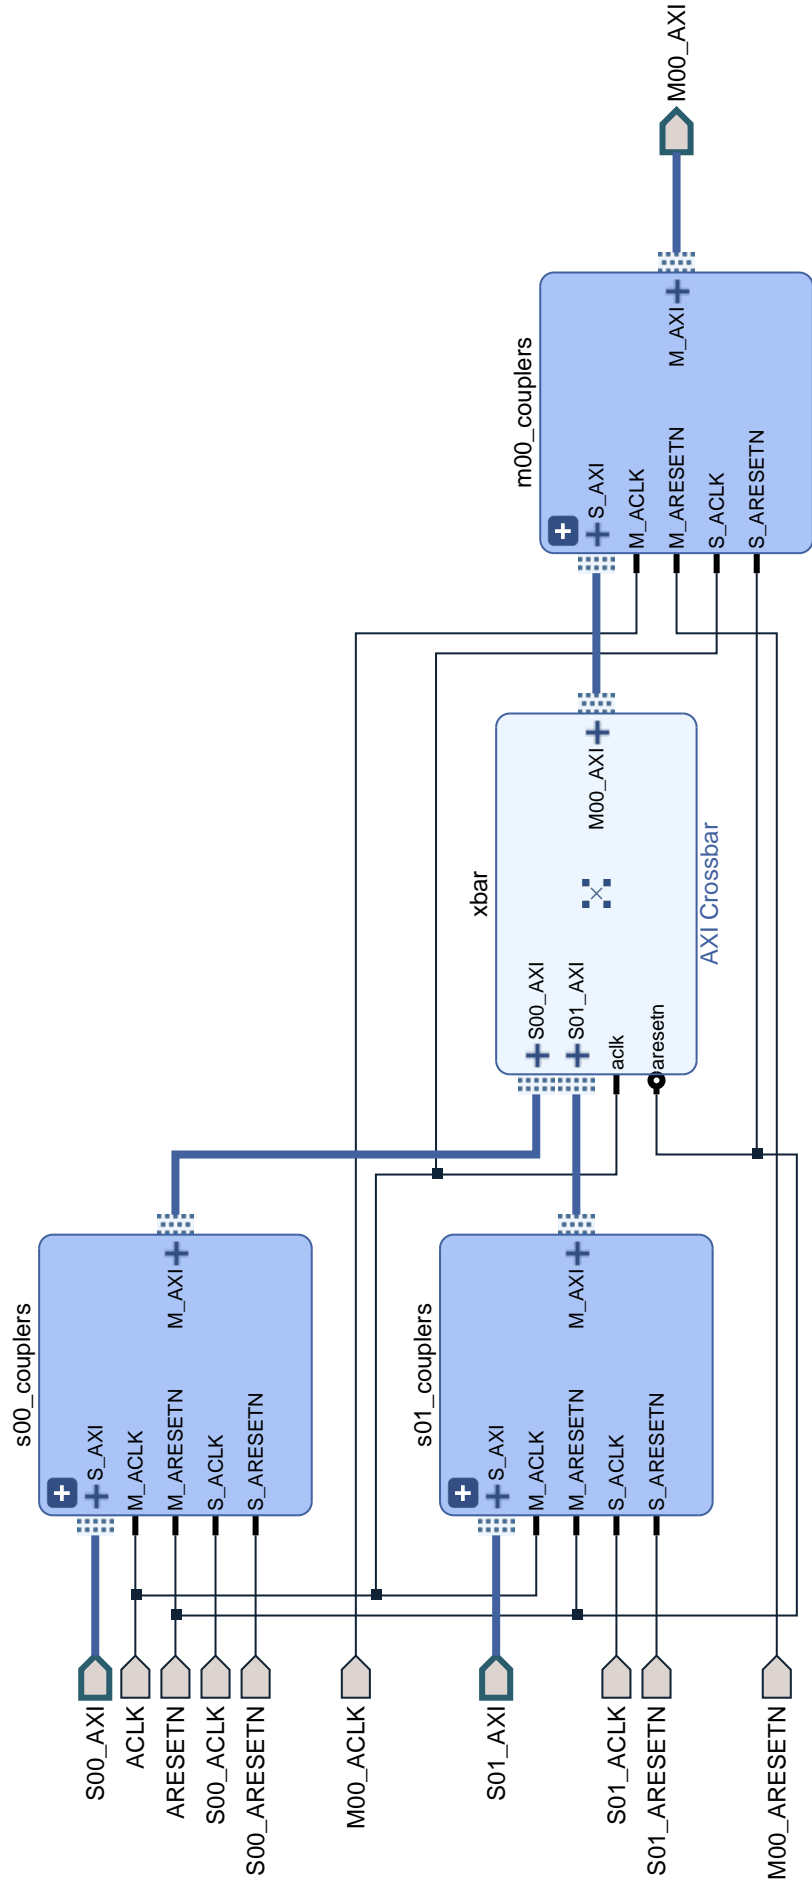 S00_AXI
ACLK
ARESETN
S00_ACLK
S00_ARESETN
M00_ACLK
S01_AXI
S01_ACLK
S01_ARESETN
M00_ARESETN
s00_couplers
S_AXI
M_ACLK
M_ARESETN
S_ACLK
S_ARESETN
M_AXI
s01_couplers
S_AXI
M_ACLK
M_ARESETN
S_ACLK
S_ARESETN
M_AXI
xbar
S00_AXI
S01_AXI
aclk
aresetn
M00_AXI
AXI Crossbar
m00_couplers
S_AXI
M_ACLK
M_ARESETN
S_ACLK
S_ARESETN
M_AXI
M00_AXI